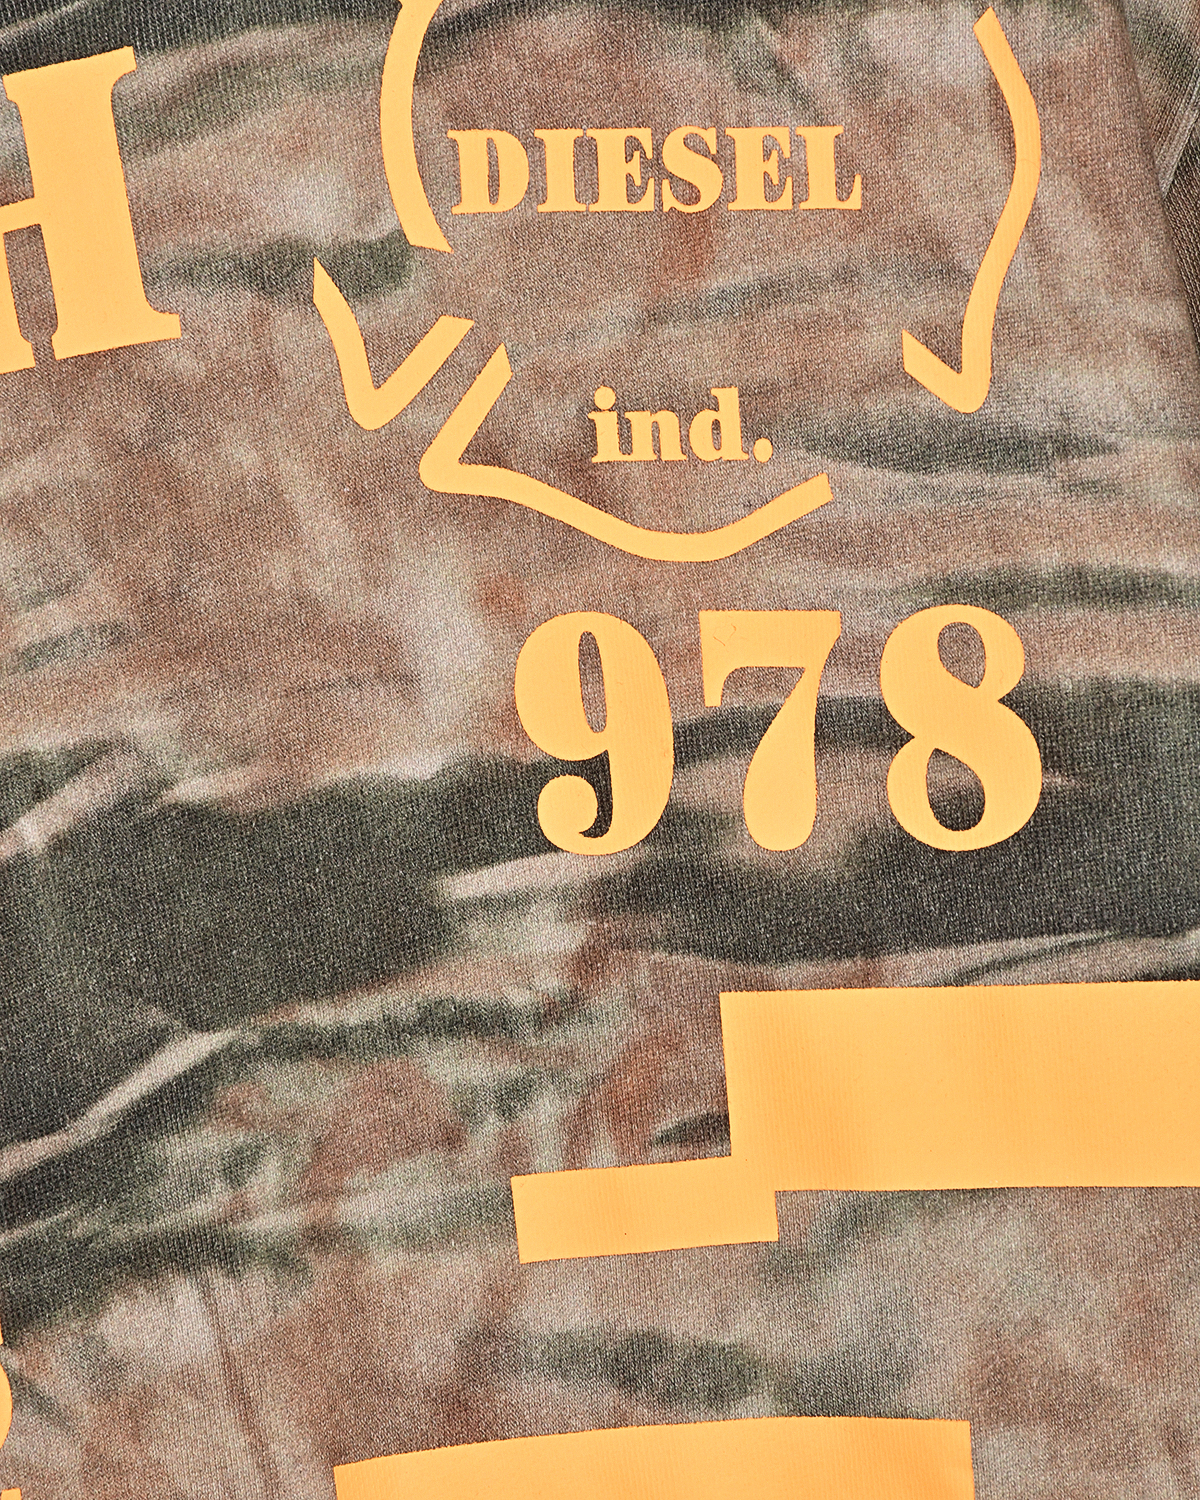 H
DIESEL
ind.
978